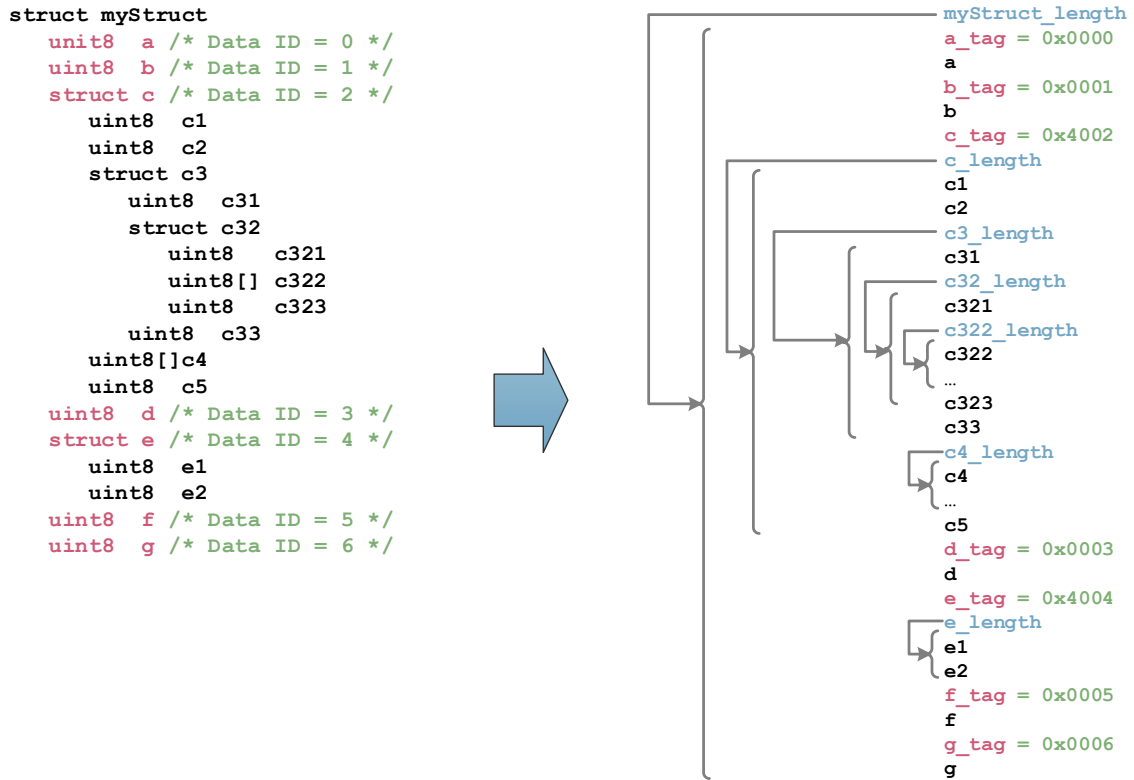 struct myStruct
unit8 a /* Data ID = 0 */
uint8 b /* Data ID = 1 */
struct c /* Data ID = 2 */
uint8 c1
uint8 c2
struct c3
uint8 c31
struct c32
uint8 c321
uint8[] c322
uint8 c323
uint8 c33
uint8[]c4
uint8 c5
uint8 d /* Data ID = 3 */
struct e /* Data ID = 4 */
uint8 e1
uint8 e2
uint8 f /* Data ID = 5 */
uint8 g /* Data ID = 6 */
myStruct_length
a_tag = 0x0000
a
b_tag = 0x0001
b
c_tag = 0x4002
c_length
c1
c2
c3_length
c31
c32_length
c321
c322_length
c322
…
c323
c33
c4_length
c4
…
c5
d_tag = 0x0003
d
e_tag = 0x4004
e_length
e1
e2
f_tag = 0x0005
f
g_tag = 0x0006
g